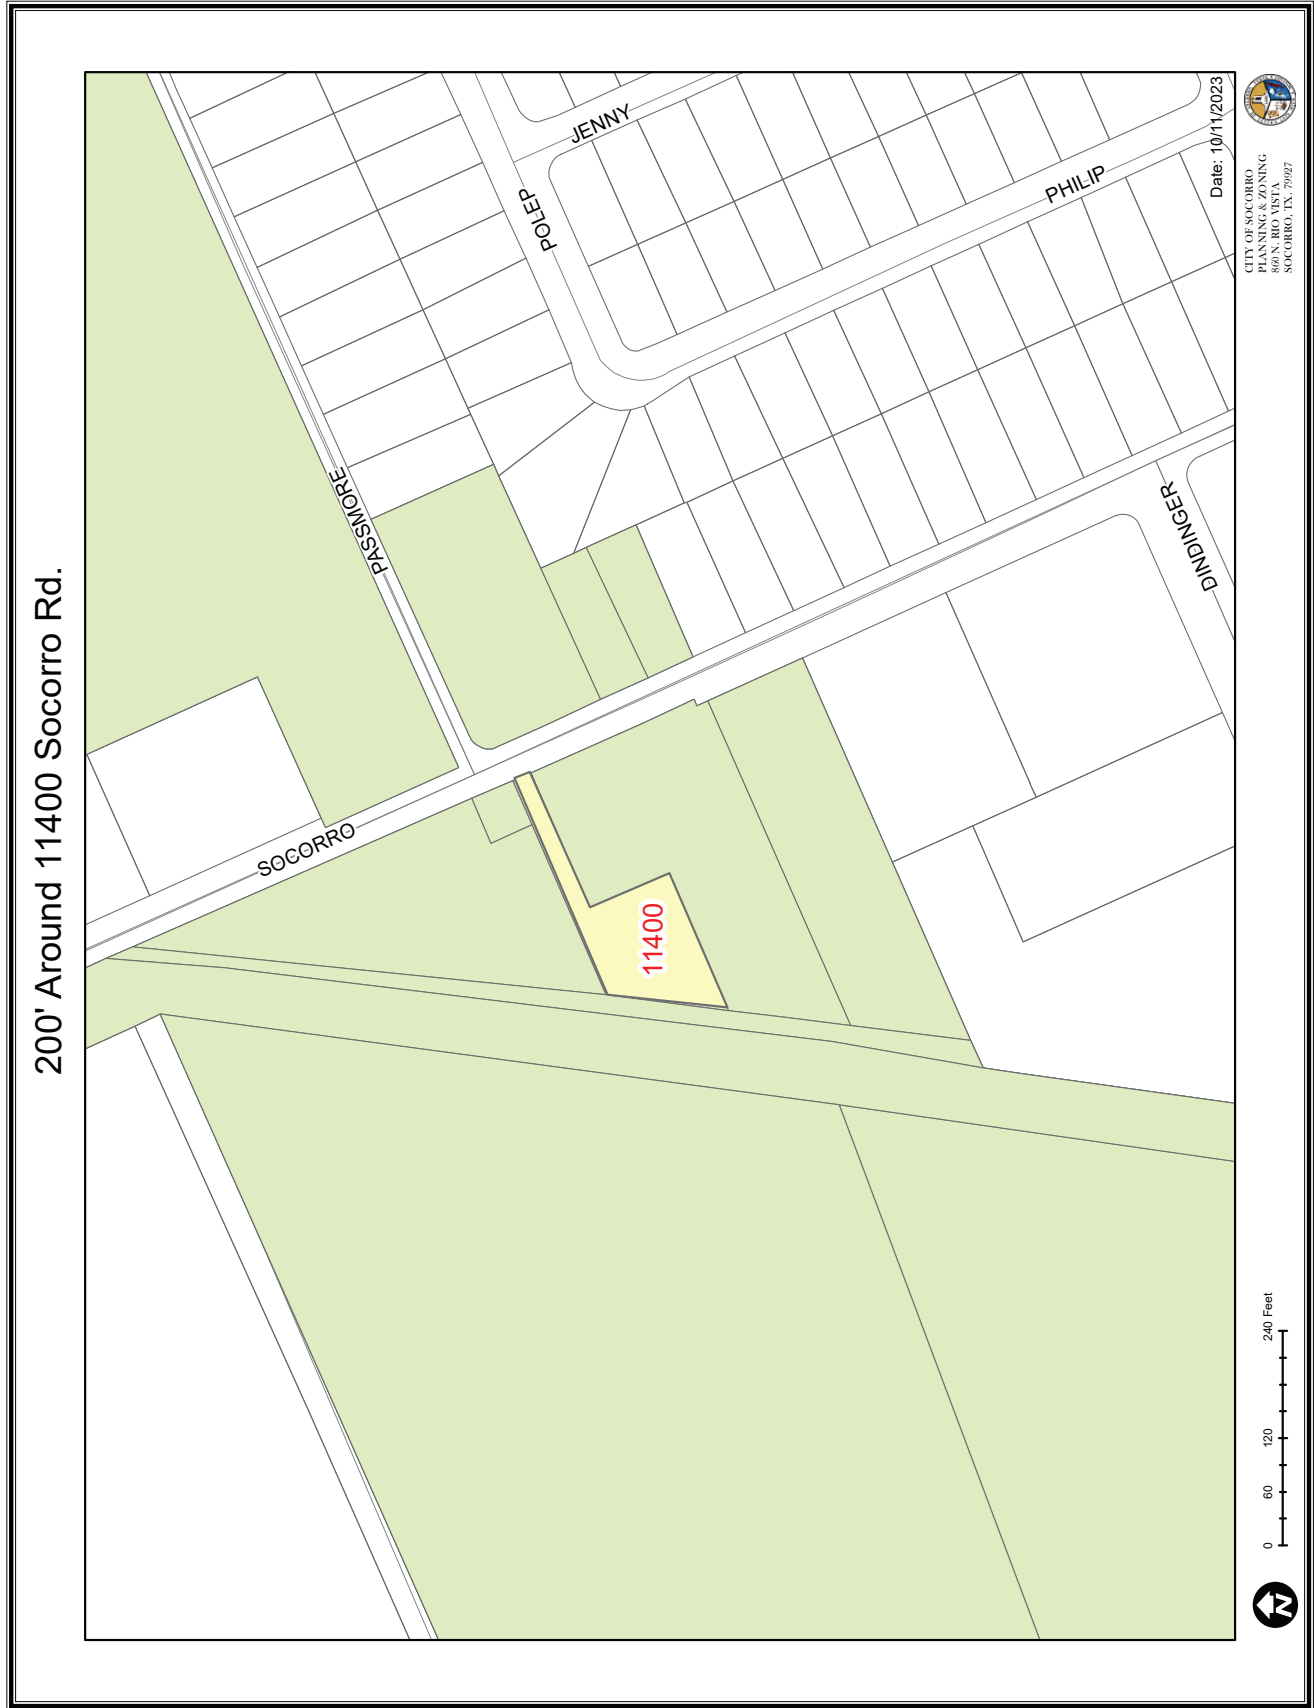 200' Around 11400 Socorro Rd.
PASSMORE
JENNY
POLEP
PHILIP
SOCORRO
11400
DINDINGER
Date: 10/11/2023
N
0 60 120 240 Feet
CITY OF SOCORRO
PLANNING & ZONING
860 N. RIO VISTA
SOCORRO, TX. 79927